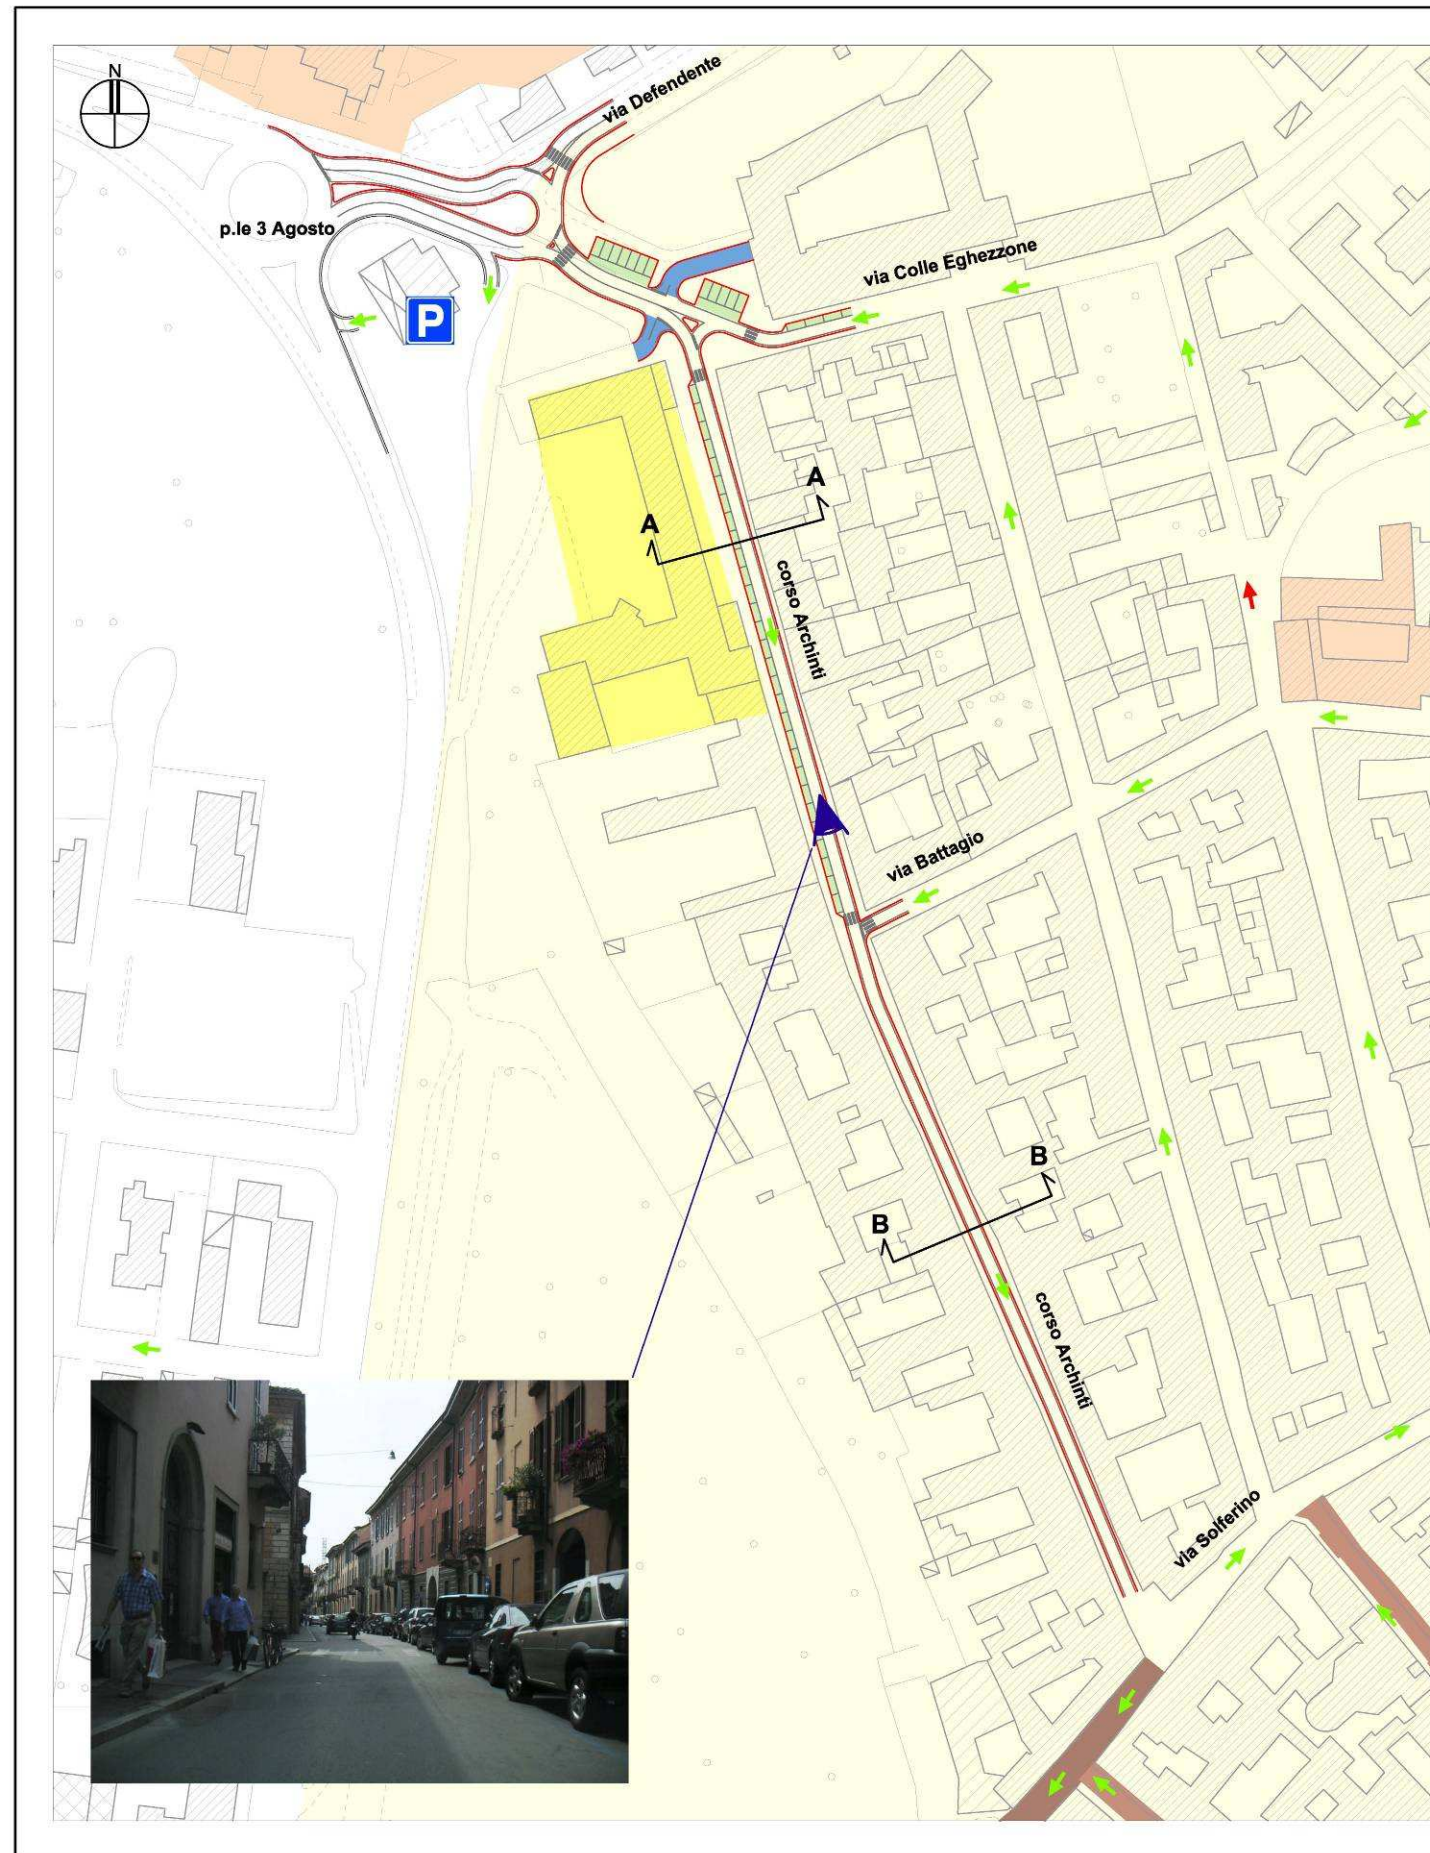 N
via Defendente
p.le 3 Agosto
via Colle Eghezzone
P
A
A
corso Archinti
via Battagio
B
B
corso Archinti
via Solferino